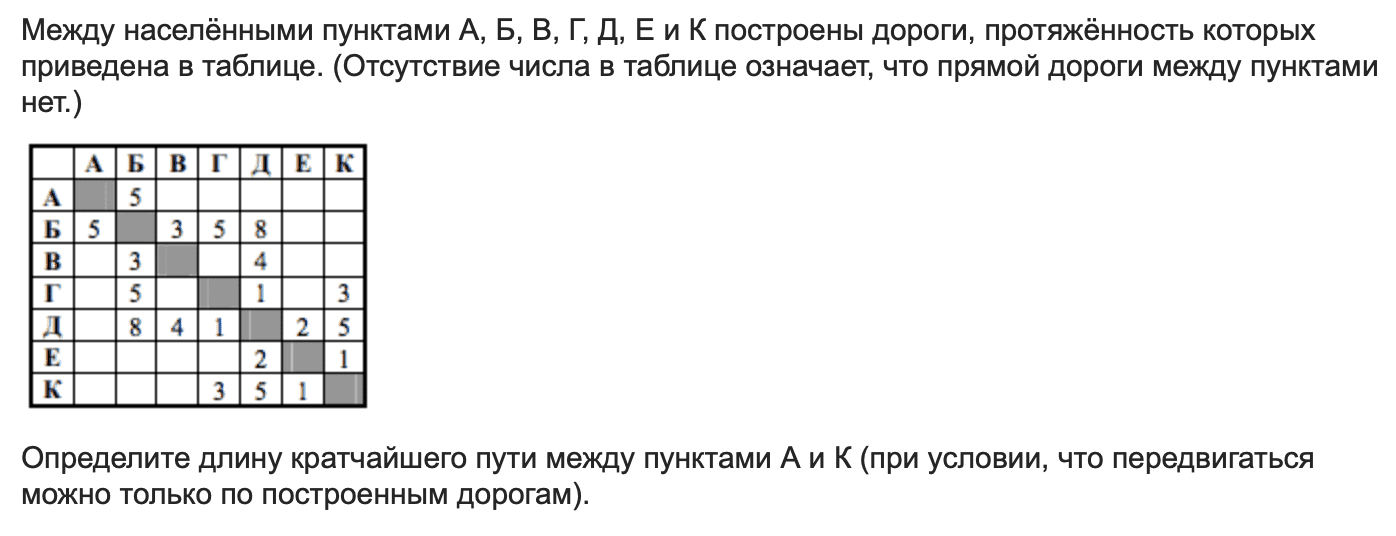 Между населёнными пунктами А, Б, В, Г, Д, Е и К построены дороги, протяжённость которых
приведена в таблице. (Отсутствие числа в таблице означает, что прямой дороги между пунктами
нет.)
А Б В Г Д Е К
А 5
Б 5 3 5 8
В 3 4
Г 5 1 3
Д 8 4 1 2 5
Е 2 1
К 3 5 1
Определите длину кратчайшего пути между пунктами А и К (при условии, что передвигаться
можно только по построенным дорогам).